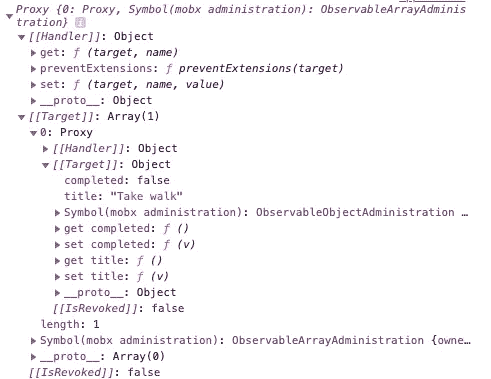 Proxy {0: Proxy, Symbol(mobx administration): ObservableArrayAdminis
tration} i
[[Handler]]: Object
get: ƒ (target, name)
preventExtensions: ƒ preventExtensions(target)
set: ƒ (target, name, value)
__proto__: Object
[[Target]]: Array(1)
0: Proxy
[[Handler]]: Object
[[Target]]: Object
completed: false
title: "Take walk"
Symbol(mobx administration): ObservableObjectAdministration …
get completed: ƒ ()
set completed: ƒ (v)
get title: ƒ ()
set title: ƒ (v)
__proto__: Object
[[IsRevoked]]: false
length: 1
Symbol(mobx administration): ObservableArrayAdministration {owne…
__proto__: Array(0)
[[IsRevoked]]: false